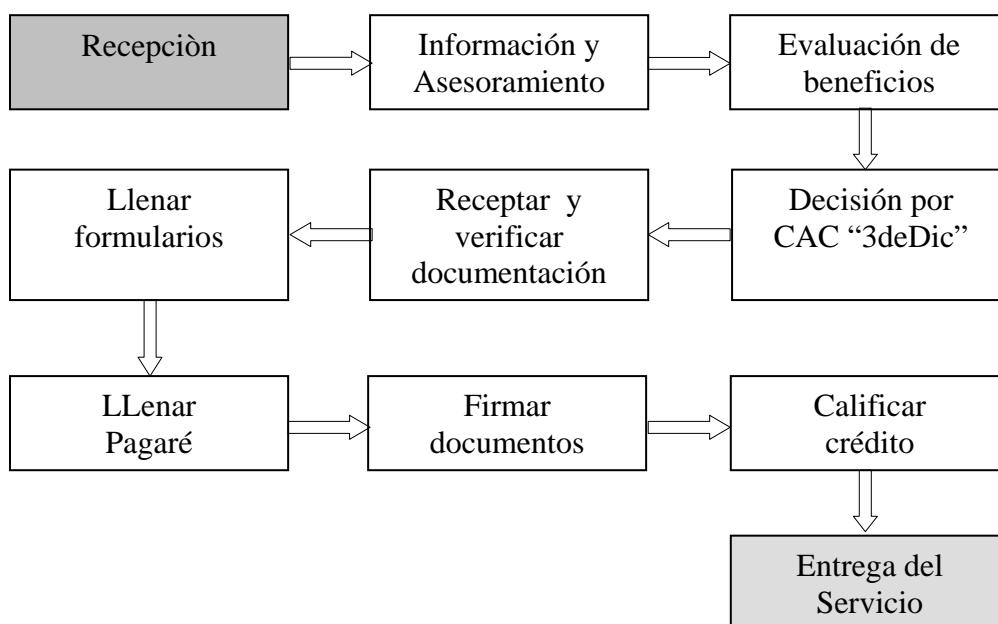 Recepciòn
Información y
Asesoramiento
Evaluación de
beneficios
Decisión por
CAC “3deDic”
Receptar y
verificar
documentación
Llenar
formularios
LLenar
Pagaré
Firmar
documentos
Calificar
crédito
Entrega del
Servicio